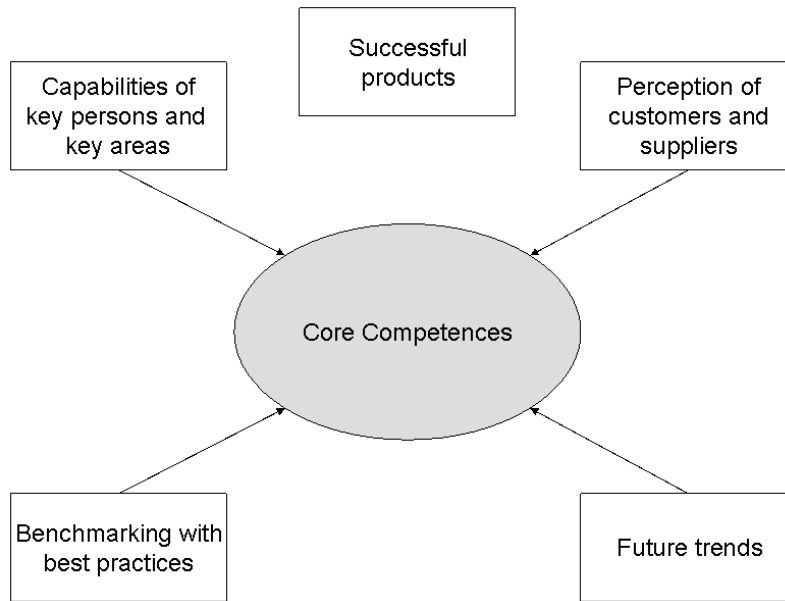 Successful
products
Capabilities of
key persons and
key areas
Perception of
customers and
suppliers
Core Competences
Benchmarking with
best practices
Future trends